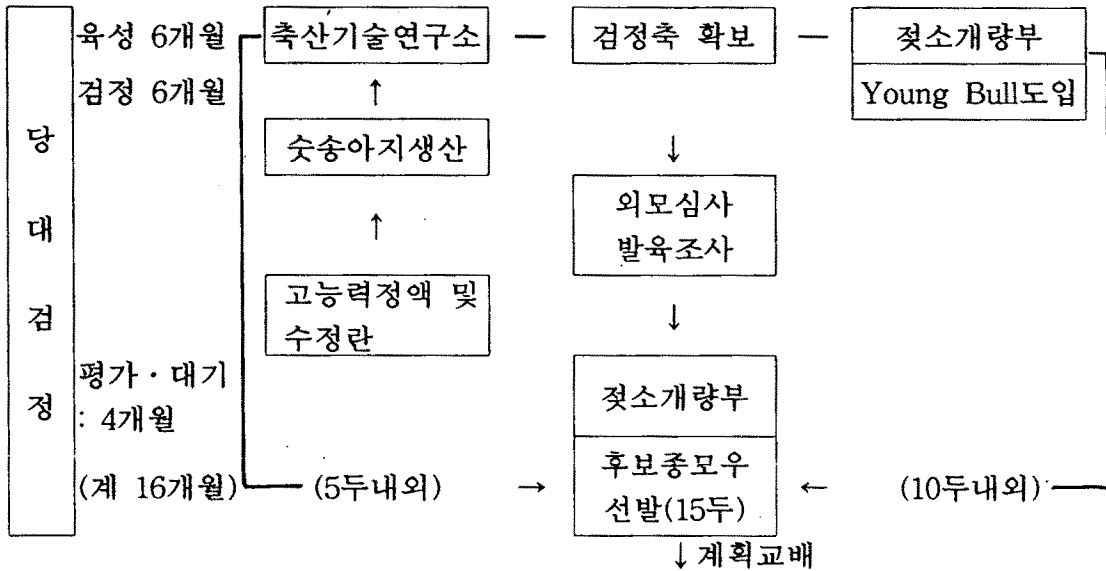 당
대
검
정
육성 6개월
검정 6개월
평가·대기
: 4개월
(계 16개월)
축산기술연구소 — 검정축 확보 — 젖소개량부
Young Bull도입
↑
숫송아지생산
↑
고능력정액 및
수정란
↓
외모심사
발육조사
↓
젖소개량부
후보종모우
선발(15두)
(5두내외) →
← (10두내외)
↓계획교배